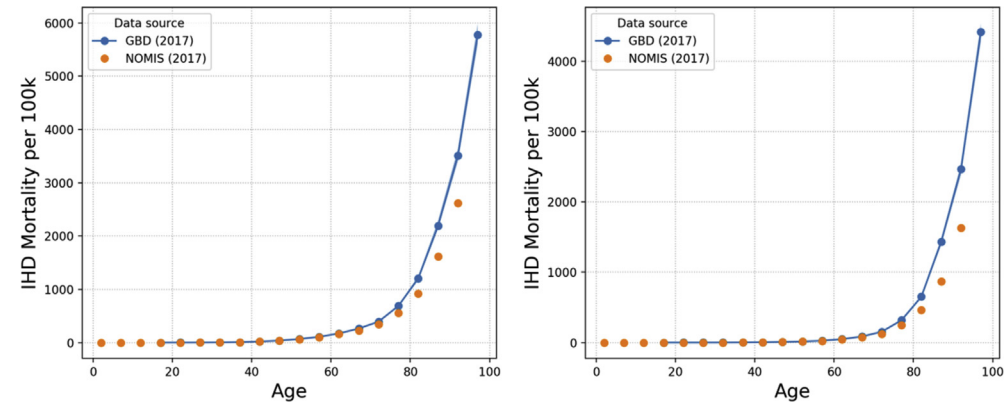 Data source
GBD (2017)
NOMIS (2017)
IHD Mortality per 100k
6000
5000
4000
3000
2000
1000
0
0 20 40 60 80 100
Age
Data source
GBD (2017)
NOMIS (2017)
IHD Mortality per 100k
4000
3000
2000
1000
0
0 20 40 60 80 100
Age